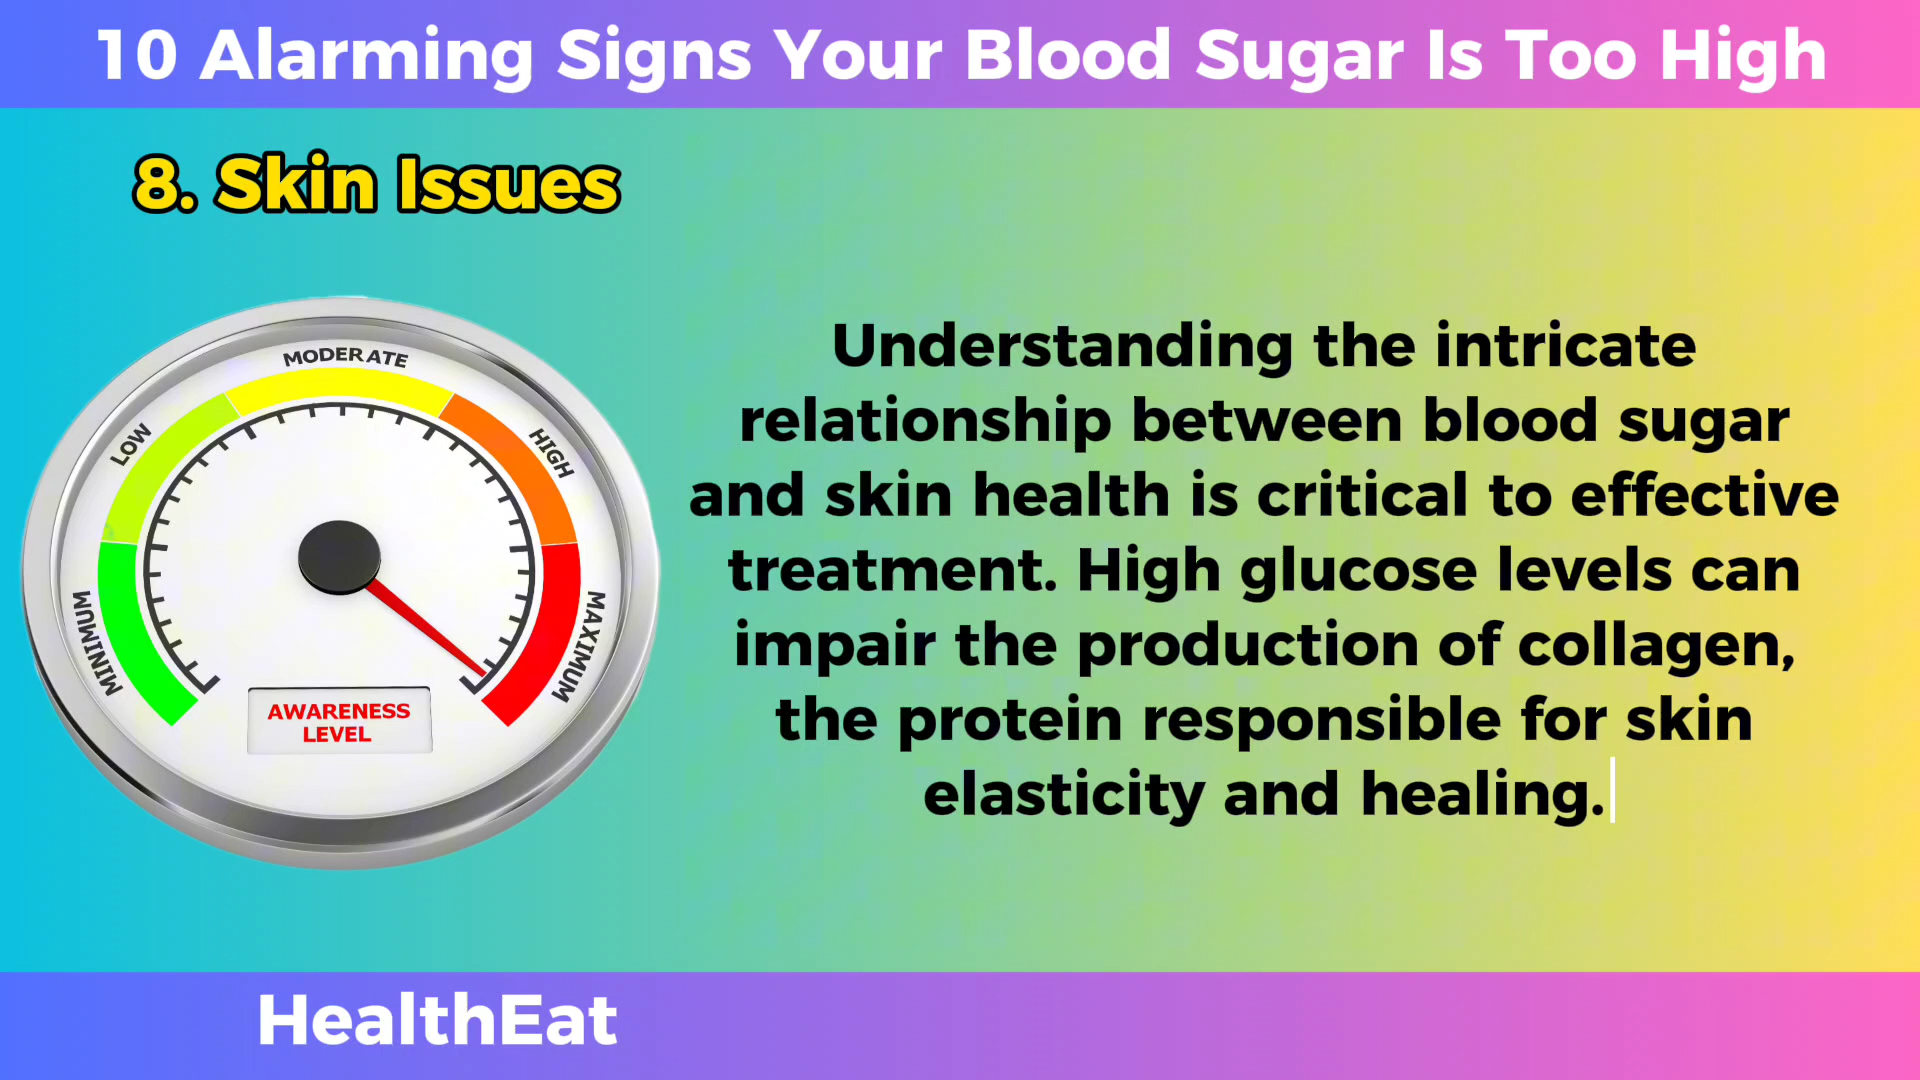 10 Alarming Signs Your Blood Sugar Is Too High
8. Skin Issues
MODERATE
LOW
HIGH
MINIMUM
MAXIMUM
AWARENESS
LEVEL
Understanding the intricate
relationship between blood sugar
and skin health is critical to effective
treatment. High glucose levels can
impair the production of collagen,
the protein responsible for skin
elasticity and healing.
HealthEat